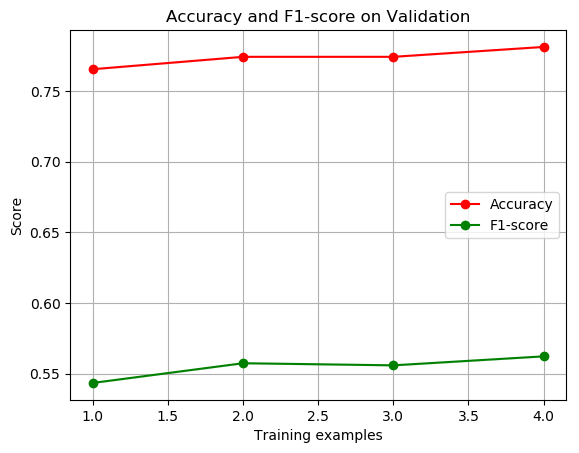 Accuracy and F1-score on Validation
0.75
0.70
0.65
0.60
0.55
Score
Accuracy
F1-score
1.0 1.5 2.0 2.5 3.0 3.5 4.0
Training examples